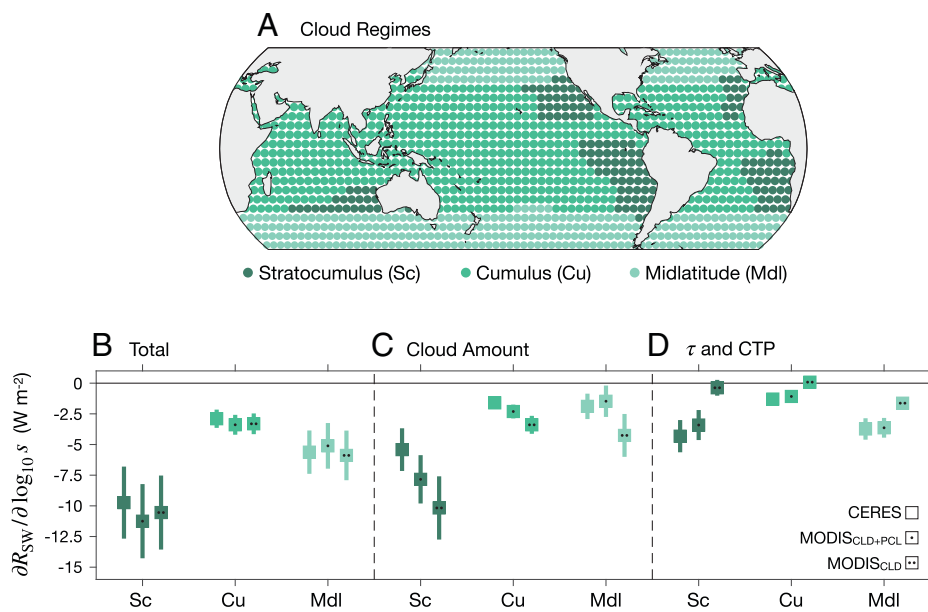 A Cloud Regimes
Stratocumulus (Sc) Cumulus (Cu) Midlatitude (Mdl)
B Total
C Cloud Amount
D τ and CTP
∂R_SW/∂log₁₀ s (W m⁻²)
0
-2.5
-5
-7.5
-10
-12.5
-15
CERES
MODIS_CLD+PCL
MODIS_CLD
Sc Cu Mdl Sc Cu Mdl Sc Cu Mdl